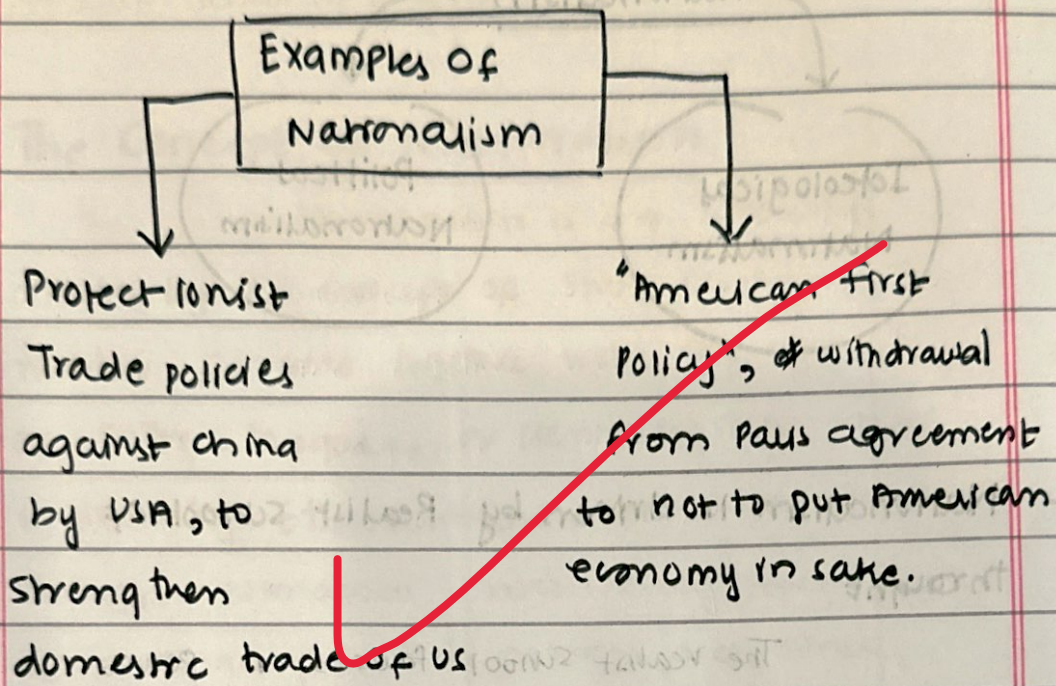 Examples of
Nationalism
Protectionist
Trade policies
against China
by USA, to
strengthen
domestic trade of US
"American first
policy", withdrawal
from Paris agreement
to not to put American
economy in sake.